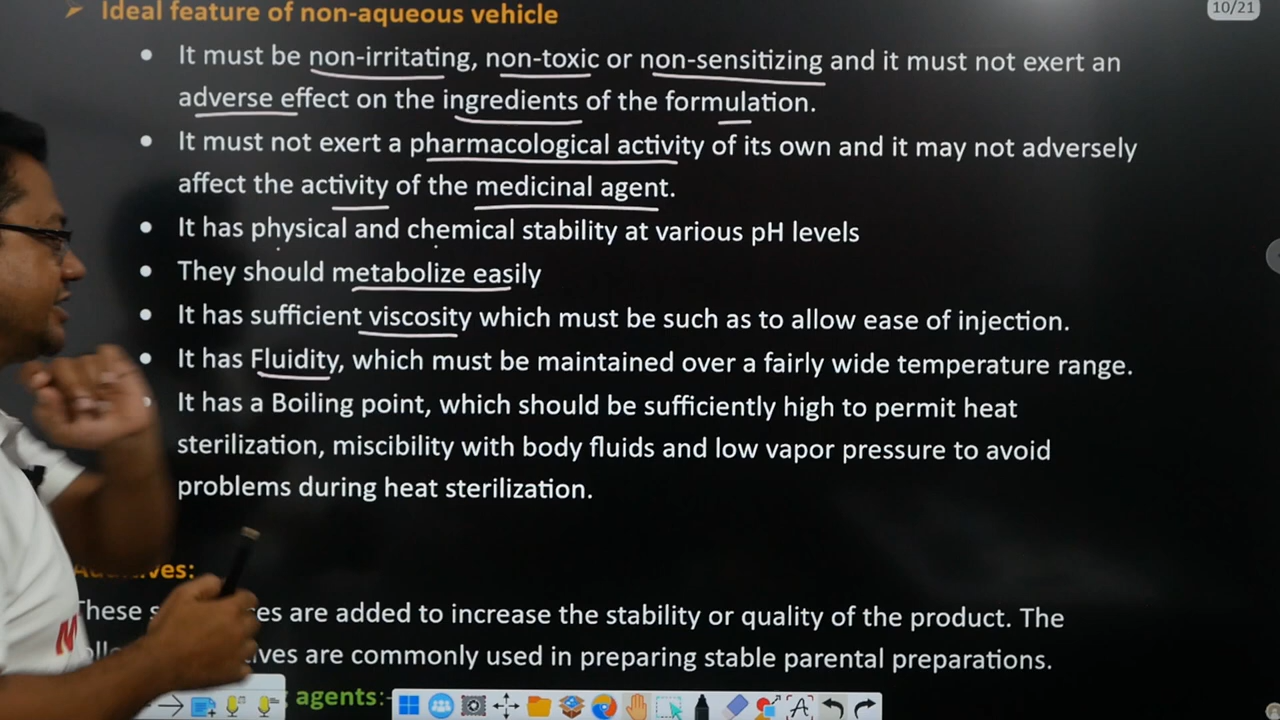 Ideal feature of non-aqueous vehicle
10/21
It must be non-irritating, non-toxic or non-sensitizing and it must not exert an
adverse effect on the ingredients of the formulation.
It must not exert a pharmacological activity of its own and it may not adversely
affect the activity of the medicinal agent.
It has physical and chemical stability at various pH levels
They should metabolize easily
It has sufficient viscosity which must be such as to allow ease of injection.
It has Fluidity, which must be maintained over a fairly wide temperature range.
It has a Boiling point, which should be sufficiently high to permit heat
sterilization, miscibility with body fluids and low vapor pressure to avoid
problems during heat sterilization.
These are added to increase the stability or quality of the product. The
are commonly used in preparing stable parental preparations.
agents:-